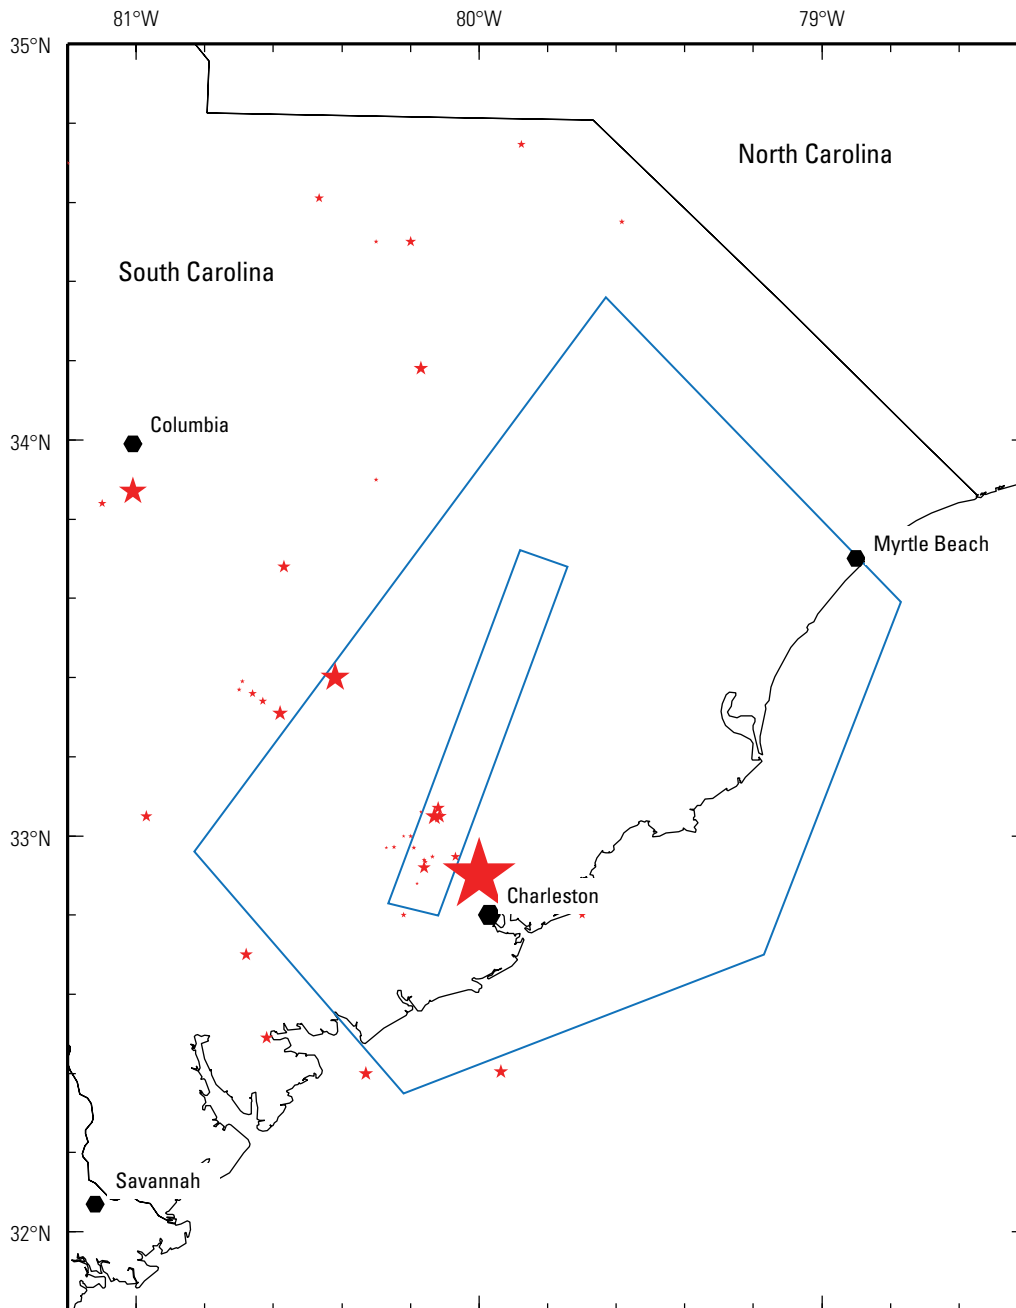 81°W 80°W 79°W
35°N
North Carolina
South Carolina
Columbia
34°N
Myrtle Beach
33°N
Charleston
Savannah
32°N